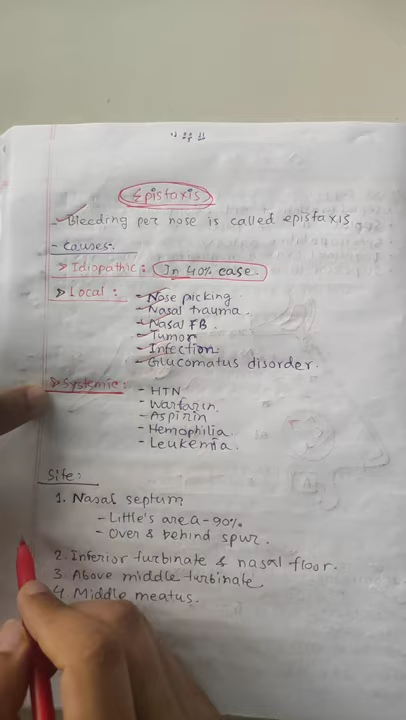 Epistaxis
- Bleeding per nose is called epistaxis
- Causes:
> Idiopathic: In 40% case.
> Local: - Nose picking
- Nasal trauma
- Nasal FB
- Tumor
- Infection
- Glucomatus disorder.
> Systemic: - HTN
- Warfarin
- Aspirin
- Hemophilia
- Leukemia
Site:
1. Nasal septum
- Little's area - 90%
- Over & behind spur.
2. Inferior turbinate & nasal floor.
3. Above middle turbinate
4. Middle meatus.